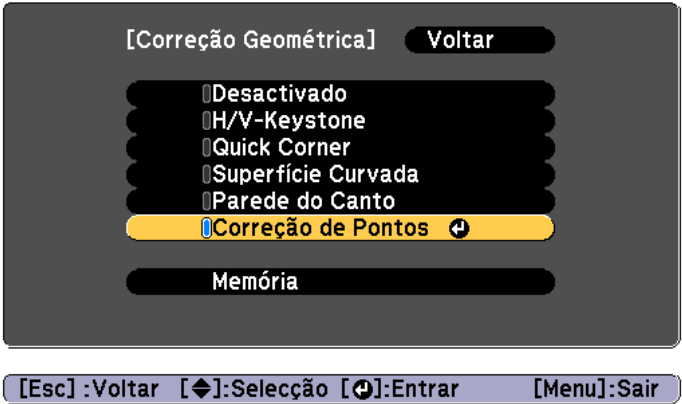 [Correção Geométrica] Voltar
Desactivado
H/V-Keystone
Quick Corner
Superfície Curvada
Parede do Canto
Correção de Pontos
Memória
[Esc] :Voltar [◆]:Selecção [↵]:Entrar [Menu]:Sair